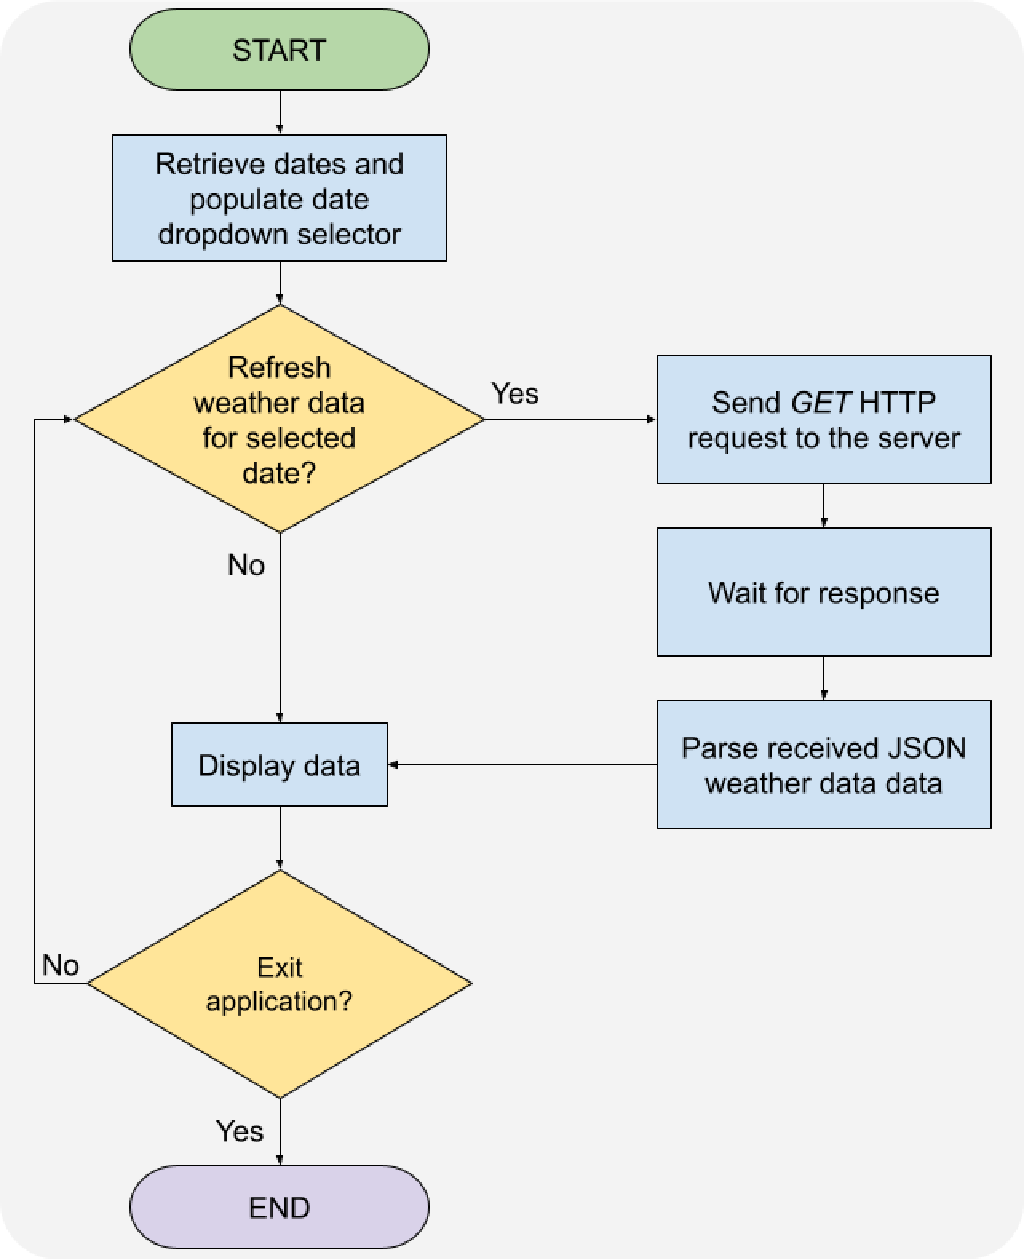 START
Retrieve dates and
populate date
dropdown selector
Refresh
weather data
for selected
date?
Yes
Send GET HTTP
request to the server
No
Wait for response
Parse received JSON
weather data data
Display data
No
Exit
application?
Yes
END